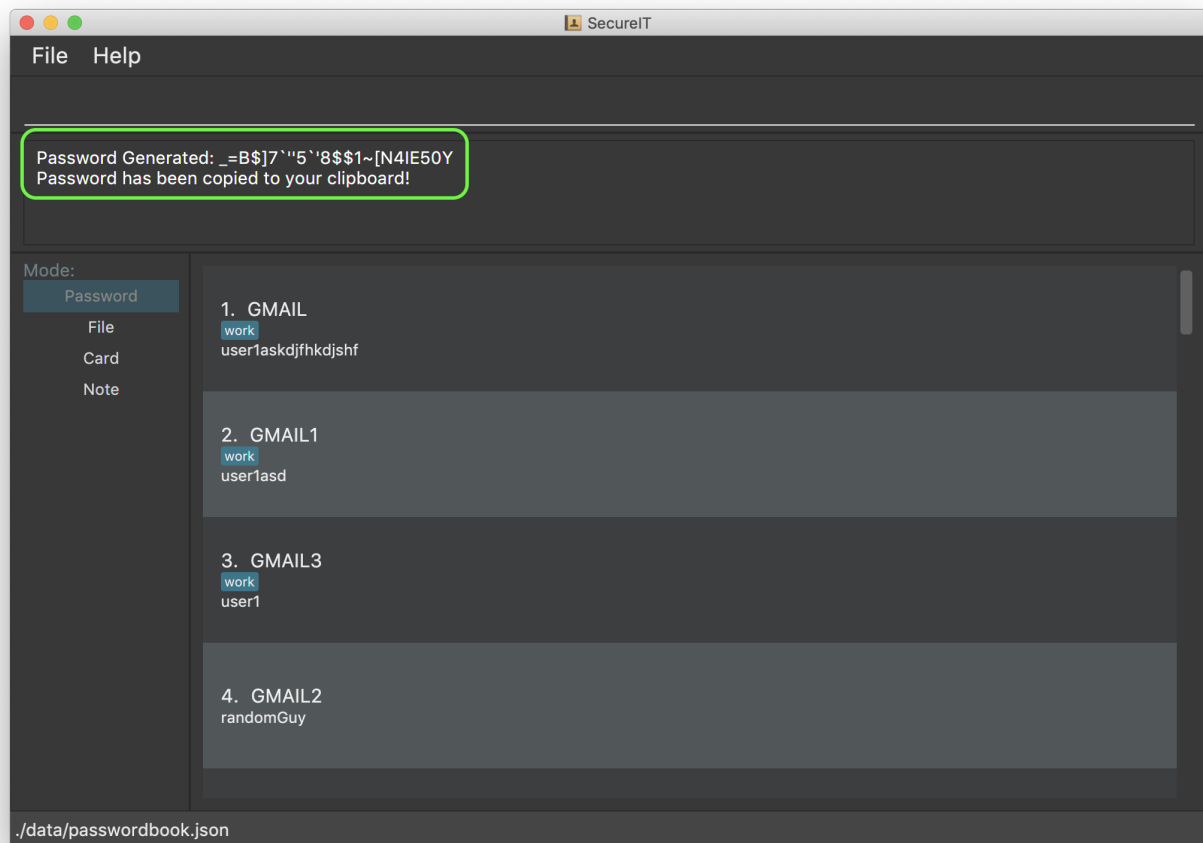 SecureIT
File Help
Password Generated: _=B$]7`''5`'8$$1~[N4IE50Y
Password has been copied to your clipboard!
Mode:
Password
File
Card
Note
1. GMAIL
work
user1askdjfhkdjshf
2. GMAIL1
work
user1asd
3. GMAIL3
work
user1
4. GMAIL2
randomGuy
./data/passwordbook.json